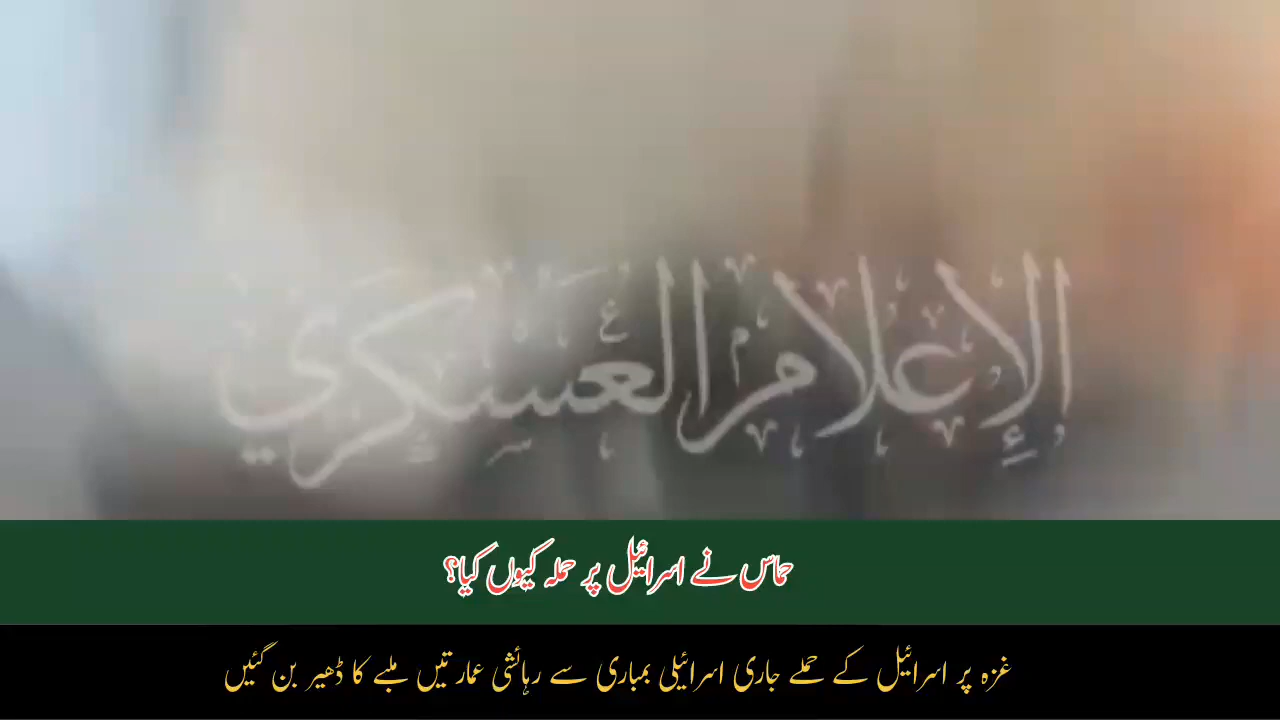 الإعلام العسكري
حماس نے اسرائیل پر حملہ کیوں کیا؟
غزہ پر اسرائیل کے حملے جاری اسرائیلی بمباری سے رہائشی عمارتیں ملبے کا ڈھیر بن گئیں